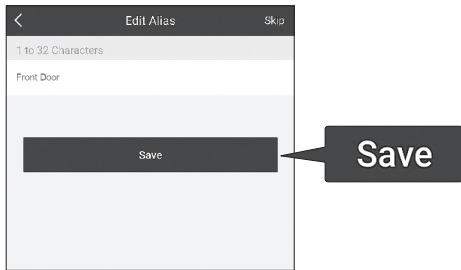 Edit Alias Skip
1 to 32 Characters
Front Door
Save
Save